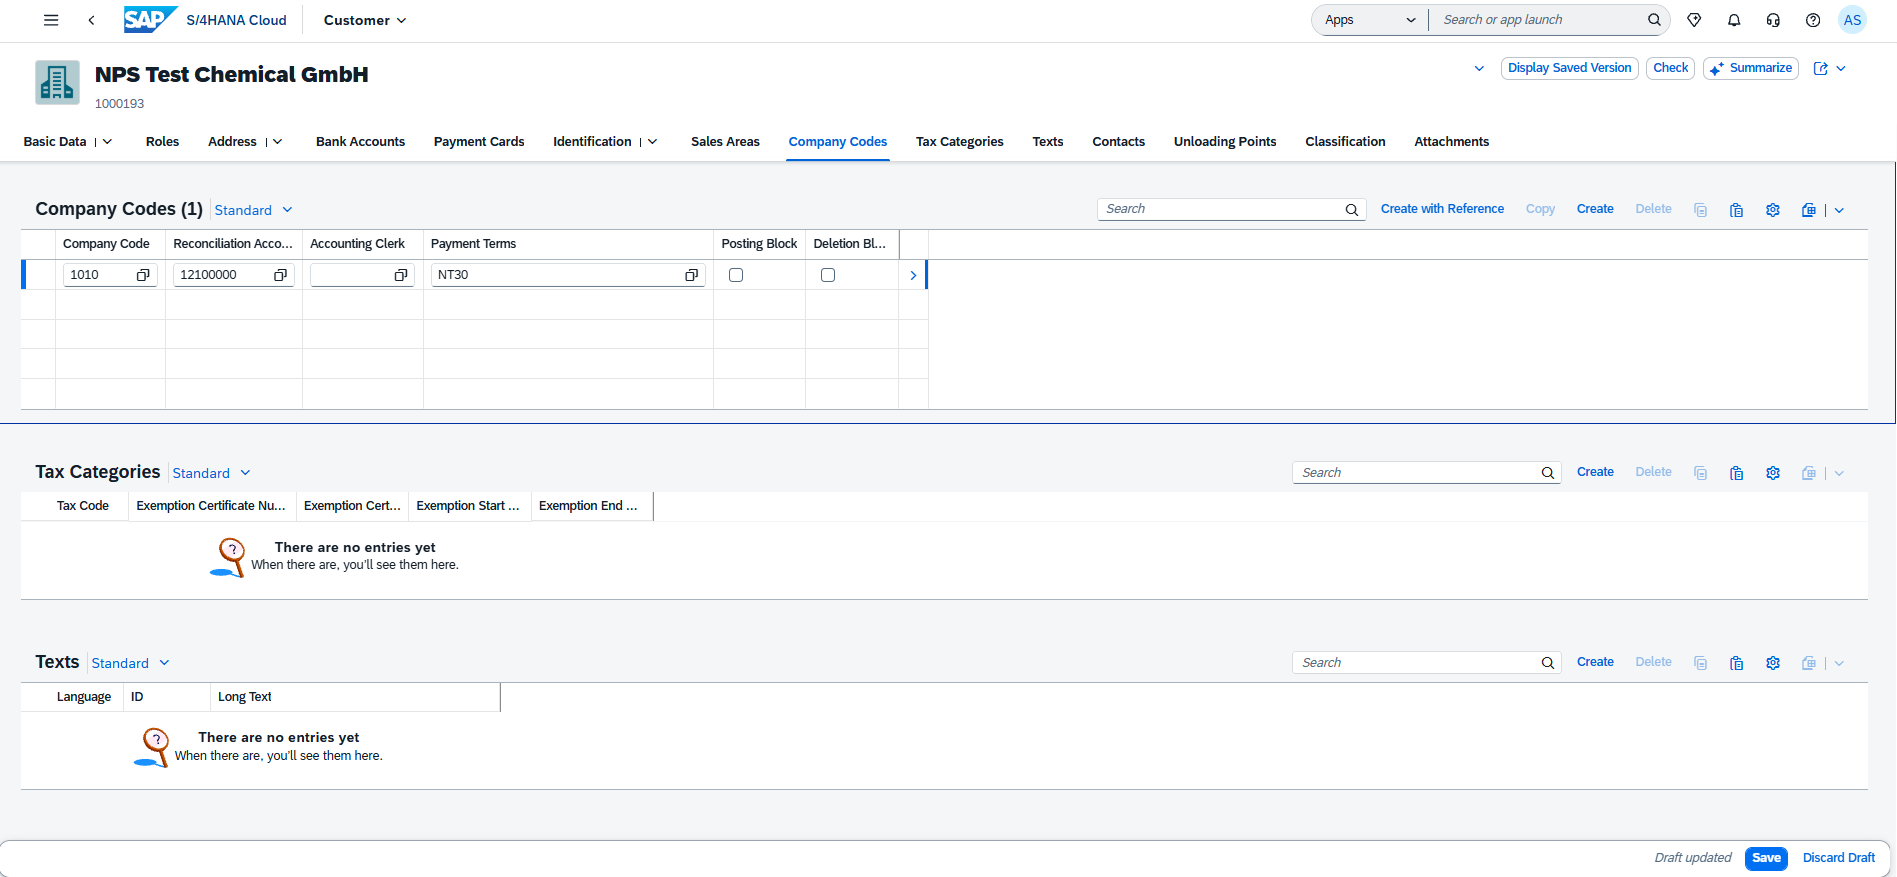 SAP S/4HANA Cloud Customer Apps Search or app launch AS
NPS Test Chemical GmbH
1000193
Display Saved Version Check Summarize
Basic Data Roles Address Bank Accounts Payment Cards Identification Sales Areas Company Codes Tax Categories Texts Contacts Unloading Points Classification Attachments
Company Codes (1) Standard Search Create with Reference Copy Create Delete
Company Code Reconciliation Acco... Accounting Clerk Payment Terms Posting Block Deletion Bl...
1010 12100000 NT30
Tax Categories Standard Search Create Delete
Tax Code Exemption Certificate Nu... Exemption Cert... Exemption Start ... Exemption End ...
There are no entries yet
When there are, you'll see them here.
Texts Standard Search Create Delete
Language ID Long Text
There are no entries yet
When there are, you'll see them here.
Draft updated Save Discard Draft